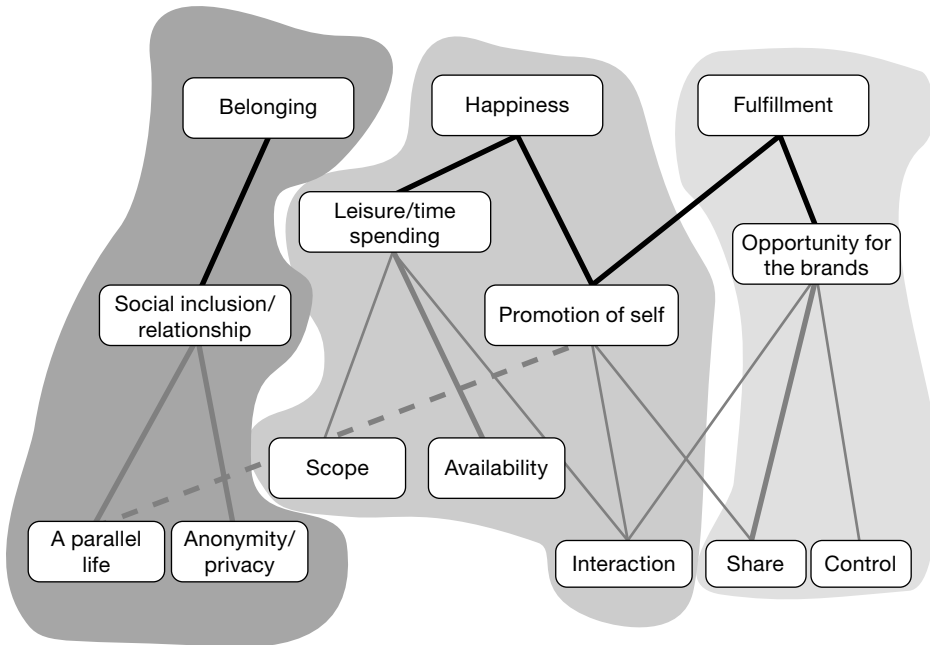 Belonging
Happiness
Fulfillment
Leisure/time
spending
Opportunity for
the brands
Social inclusion/
relationship
Promotion of self
Scope
Availability
A parallel
life
Anonymity/
privacy
Interaction
Share
Control